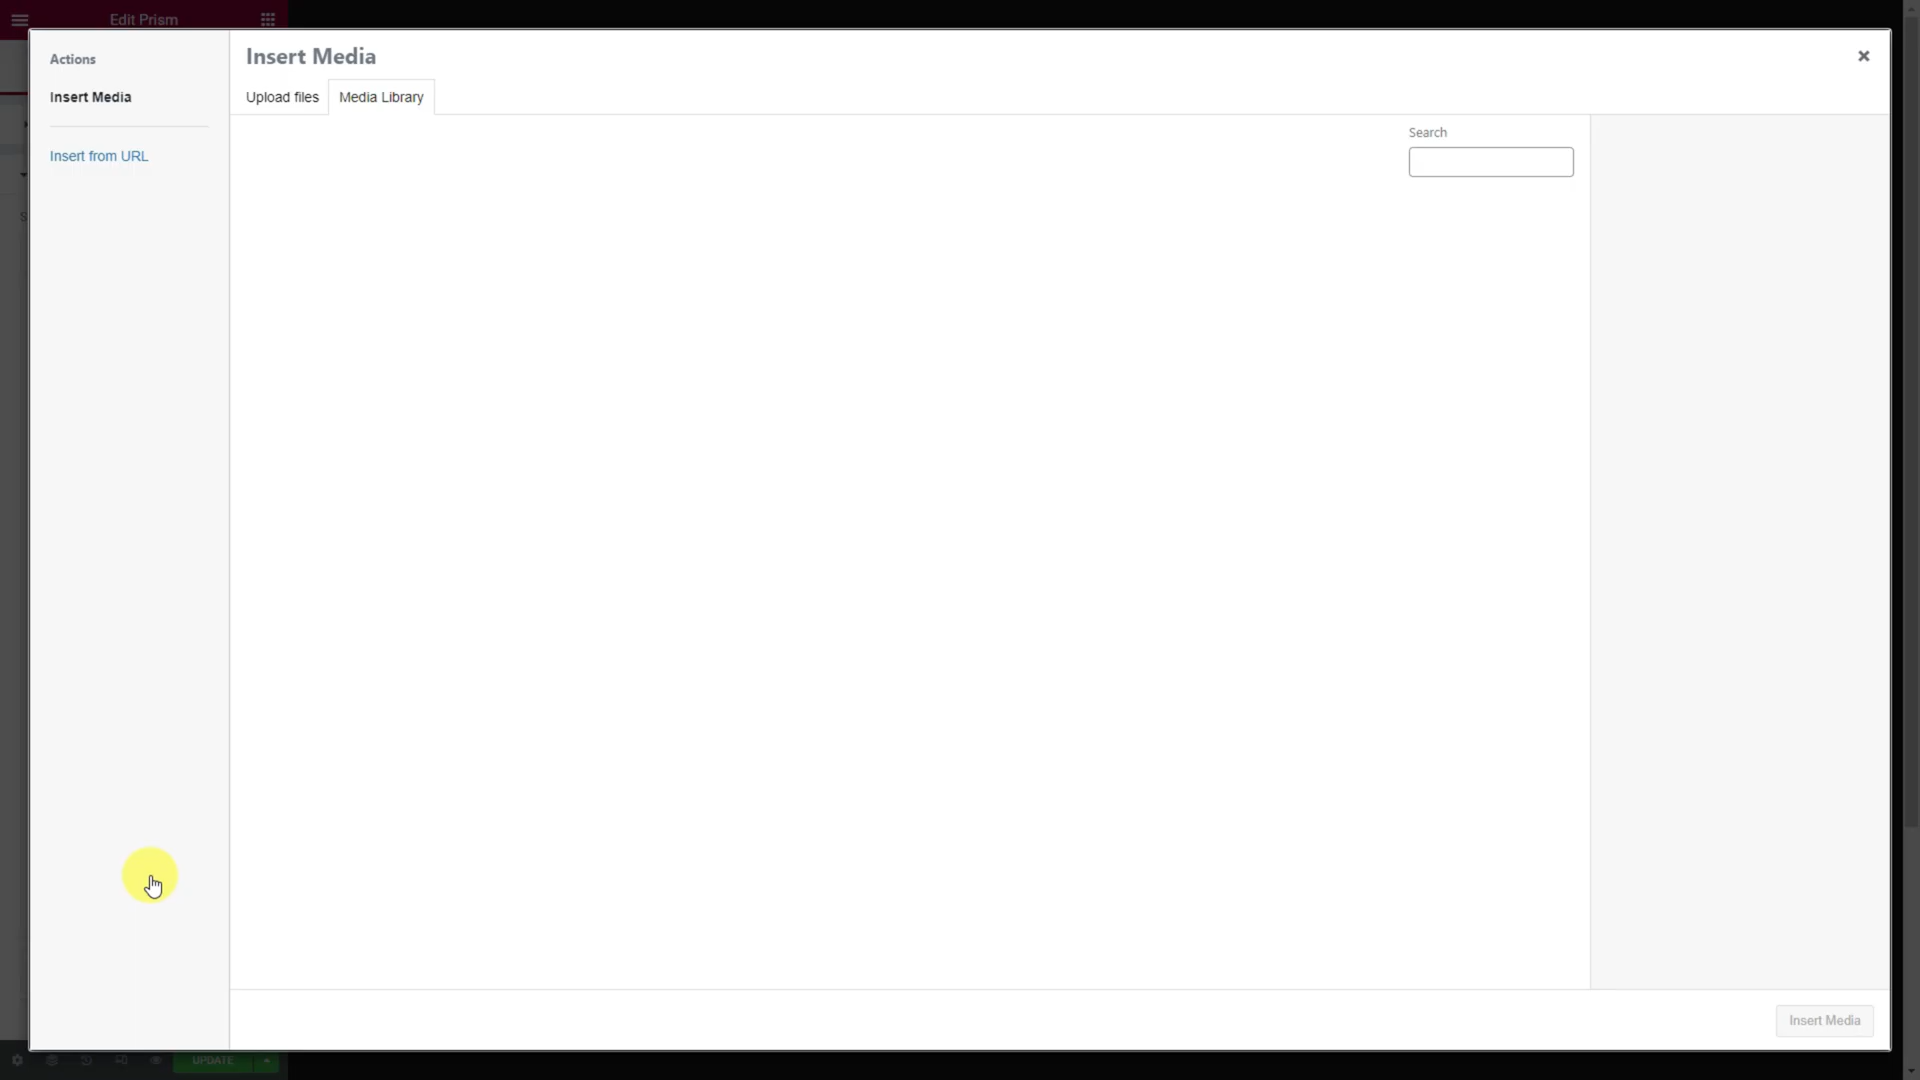 Edit Prism
Actions
Insert Media
Insert from URL
Insert Media
Upload files
Media Library
Search
Insert Media
UPDATE